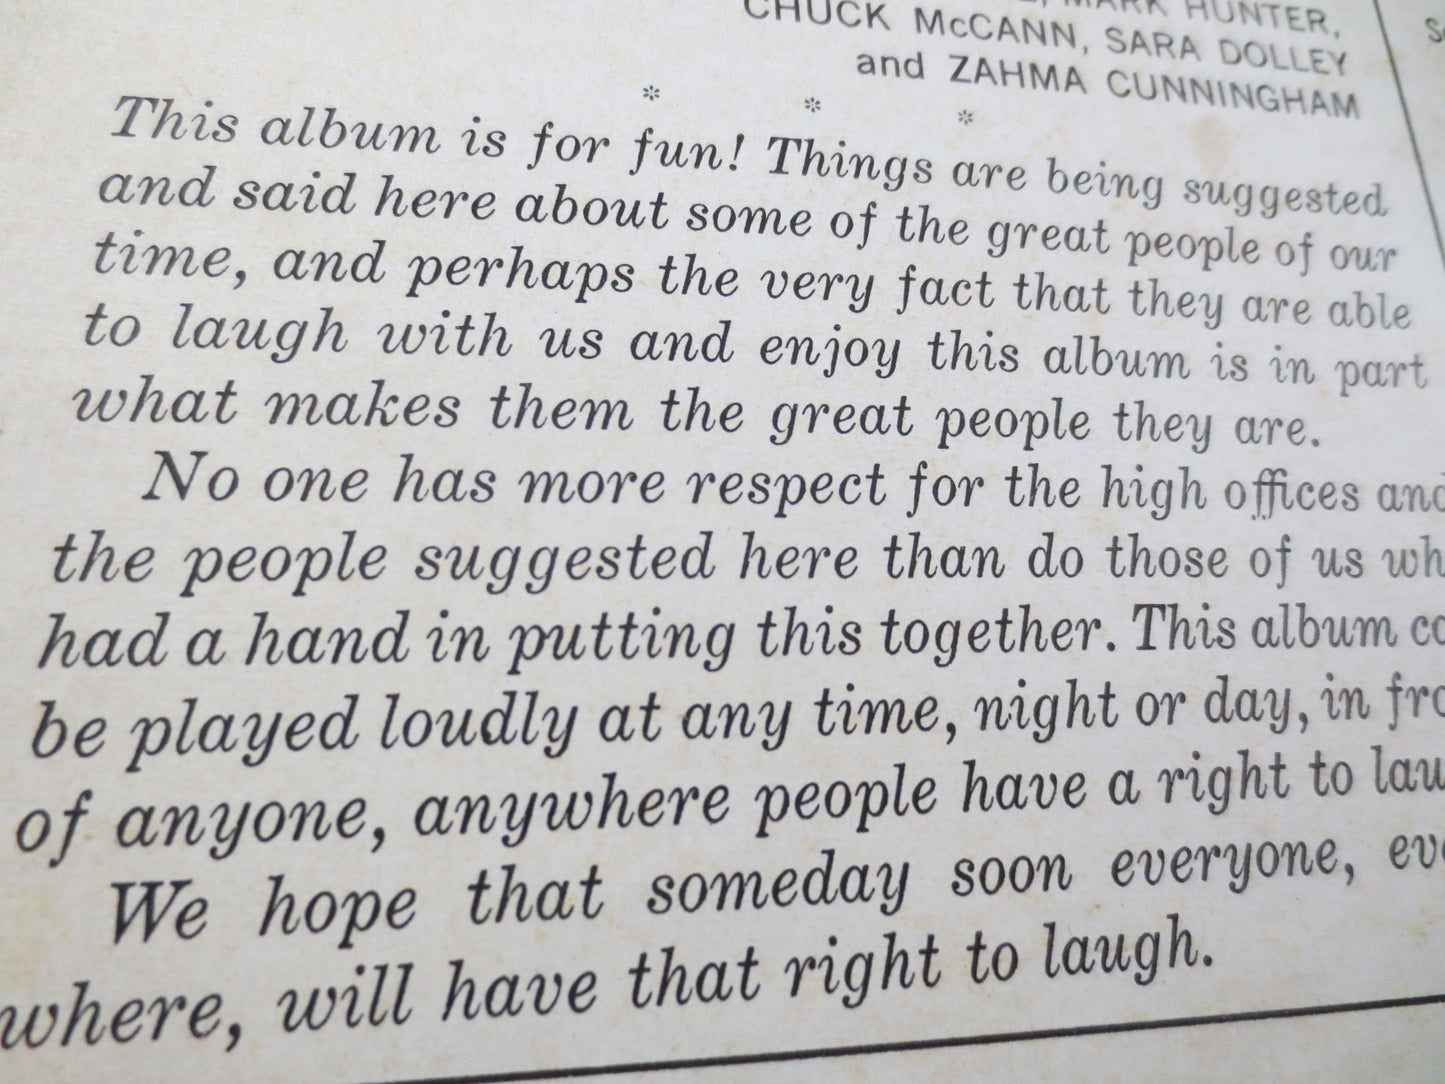 MARK HUNTER,
CHUCK McCANN, SARA DOLLEY
and ZAHMA CUNNINGHAM
* * *
This album is for fun! Things are being suggested
and said here about some of the great people of our
time, and perhaps the very fact that they are able
to laugh with us and enjoy this album is in part
what makes them the great people they are.
No one has more respect for the high offices and
the people suggested here than do those of us
had a hand in putting this together. This album
be played loudly at any time, night or day, in
of anyone, anywhere people have a right to
We hope that someday soon everyone,
where, will have that right to laugh.